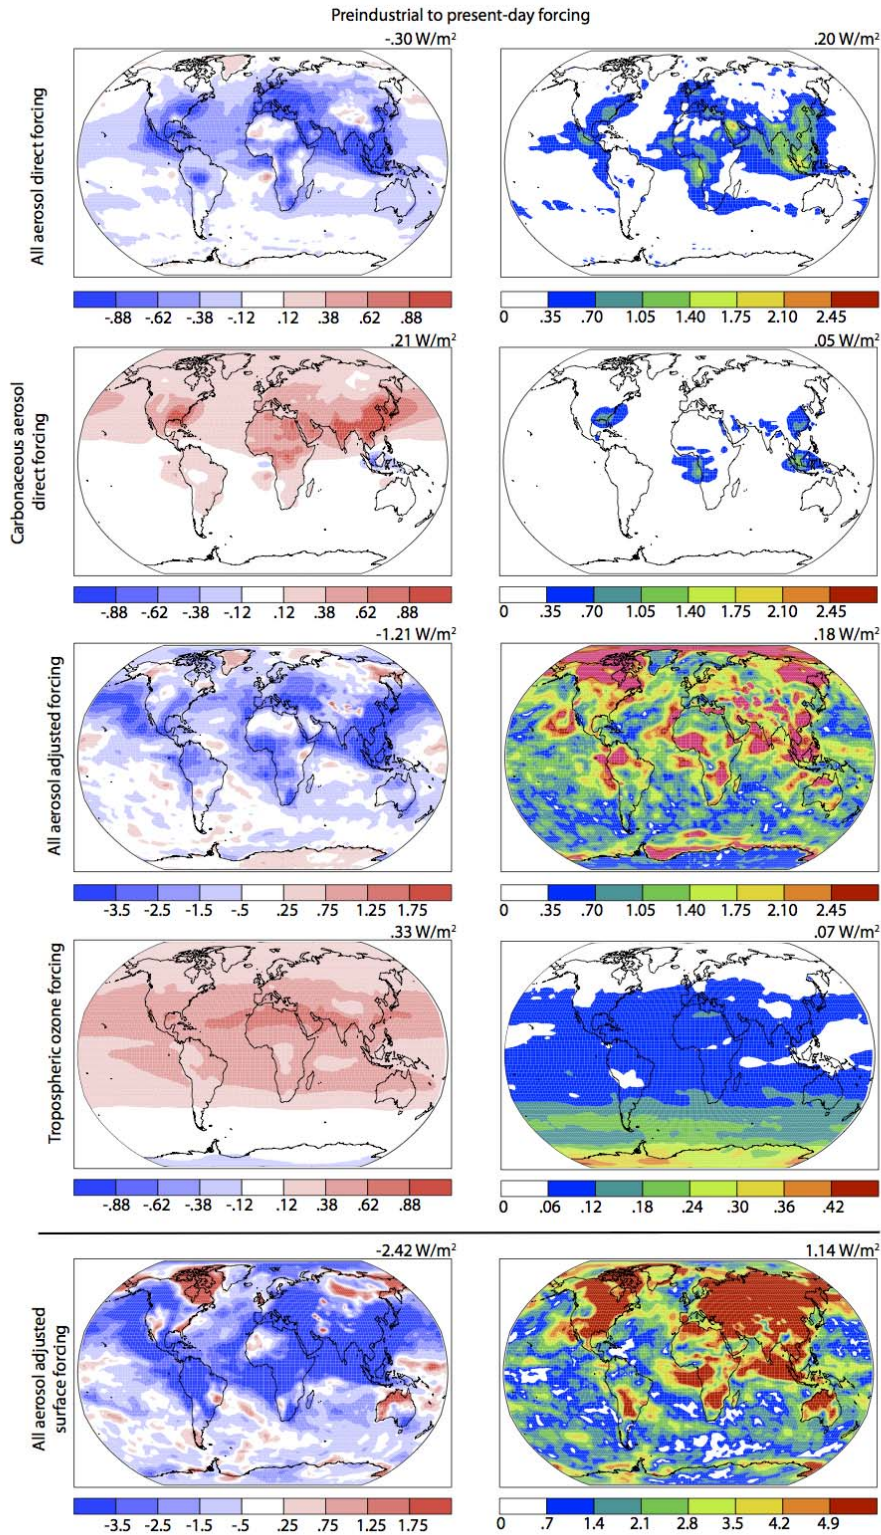 Preindustrial to present-day forcing
-.30 W/m²
.20 W/m²
All aerosol direct forcing
-.88 -.62 -.38 -.12 .12 .38 .62 .88
0 .35 .70 1.05 1.40 1.75 2.10 2.45
.21 W/m²
.05 W/m²
Carbonaceous aerosol
direct forcing
-.88 -.62 -.38 -.12 .12 .38 .62 .88
0 .35 .70 1.05 1.40 1.75 2.10 2.45
-1.21 W/m²
.18 W/m²
All aerosol adjusted forcing
-3.5 -2.5 -1.5 -.5 .25 .75 1.25 1.75
0 .35 .70 1.05 1.40 1.75 2.10 2.45
.33 W/m²
.07 W/m²
Tropospheric ozone forcing
-.88 -.62 -.38 -.12 .12 .38 .62 .88
0 .06 .12 .18 .24 .30 .36 .42
-2.42 W/m²
1.14 W/m²
All aerosol adjusted
surface forcing
-3.5 -2.5 -1.5 -.5 .25 .75 1.25 1.75
0 .7 1.4 2.1 2.8 3.5 4.2 4.9